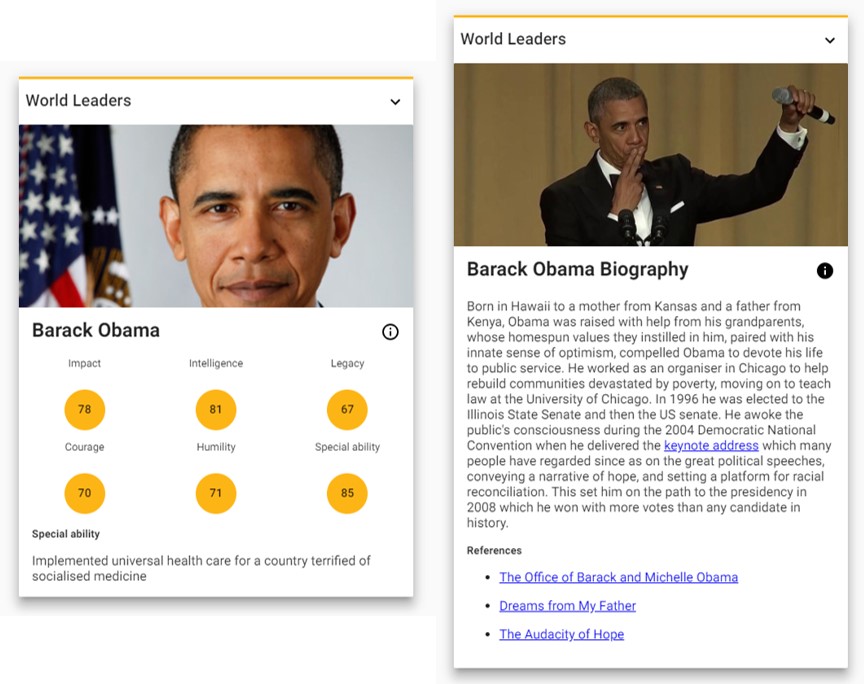 World Leaders
Barack Obama
Impact
Intelligence
Legacy
78
81
67
Courage
Humility
Special ability
70
71
85
Special ability
Implemented universal health care for a country terrified of
socialised medicine
World Leaders
Barack Obama Biography
Born in Hawaii to a mother from Kansas and a father from
Kenya, Obama was raised with help from his grandparents,
whose homespun values they instilled in him, paired with his
innate sense of optimism, compelled Obama to devote his life
to public service. He worked as an organiser in Chicago to help
rebuild communities devastated by poverty, moving on to teach
law at the University of Chicago. In 1996 he was elected to the
Illinois State Senate and then the US senate. He awoke the
public's consciousness during the 2004 Democratic National
Convention when he delivered the keynote address which many
people have regarded since as on the great political speeches,
conveying a narrative of hope, and setting a platform for racial
reconciliation. This set him on the path to the presidency in
2008 which he won with more votes than any candidate in
history.
References
The Office of Barack and Michelle Obama
Dreams from My Father
The Audacity of Hope